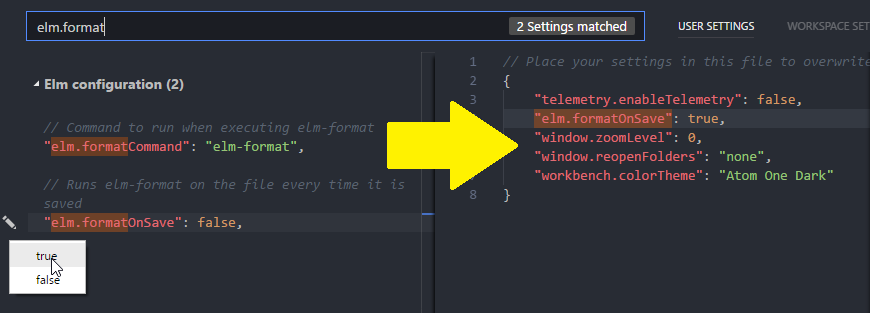 elm.format
2 Settings matched
USER SETTINGS
WORKSPACE SET
Elm configuration (2)
// Command to run when executing elm-format
"elm.formatCommand": "elm-format",
// Runs elm-format on the file every time it is
saved
"elm.formatOnSave": false,
true
false
1 // Place your settings in this file to overwrite
2 {
3 "telemetry.enableTelemetry": false,
"elm.formatOnSave": true,
"window.zoomLevel": 0,
"window.reopenFolders": "none",
"workbench.colorTheme": "Atom One Dark"
8 }